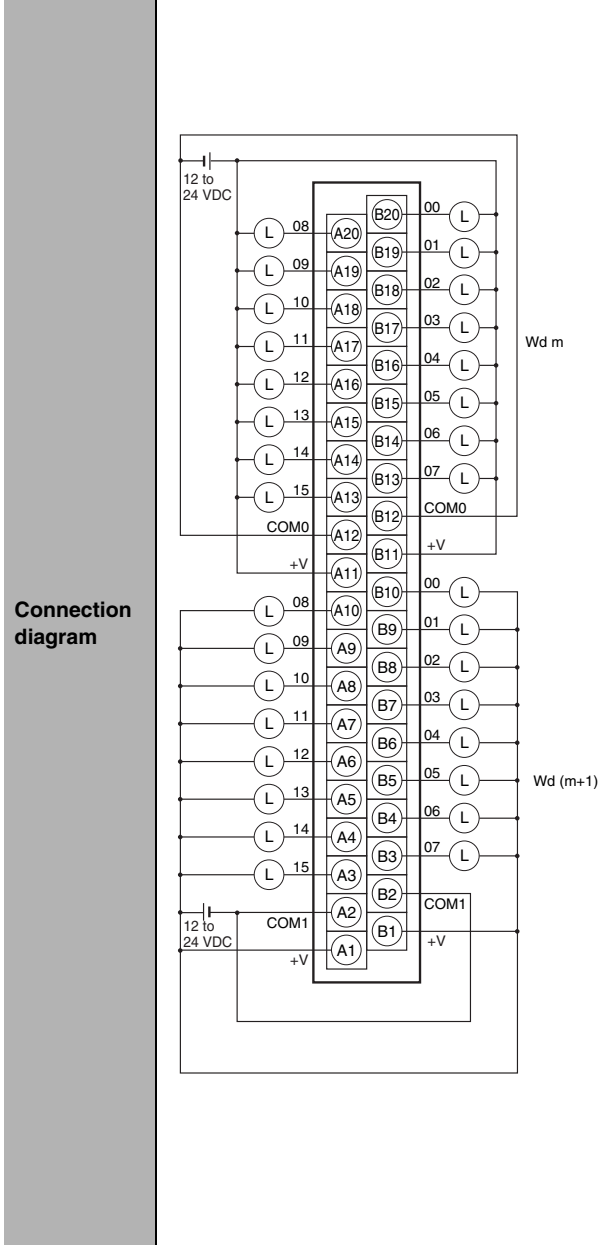 Connection
diagram
12 to
24 VDC
08 A20 B20 00 L
L 09 A19 B19 01 L
L 10 A18 B18 02 L
L 11 A17 B17 03 L
L 12 A16 B16 04 L
L 13 A15 B15 05 L
L 14 A14 B14 06 L
L 15 A13 B13 07 L
L
Wd m
COM0 A12 B12 COM0
+V A11 B11 +V
L 08 A10 B10 00 L
L 09 A9 B9 01 L
L 10 A8 B8 02 L
L 11 A7 B7 03 L
L 12 A6 B6 04 L
L 13 A5 B5 05 L
L 14 A4 B4 06 L
L 15 A3 B3 07 L
Wd (m+1)
12 to
24 VDC
COM1 A2 B2 COM1
+V A1 B1 +V